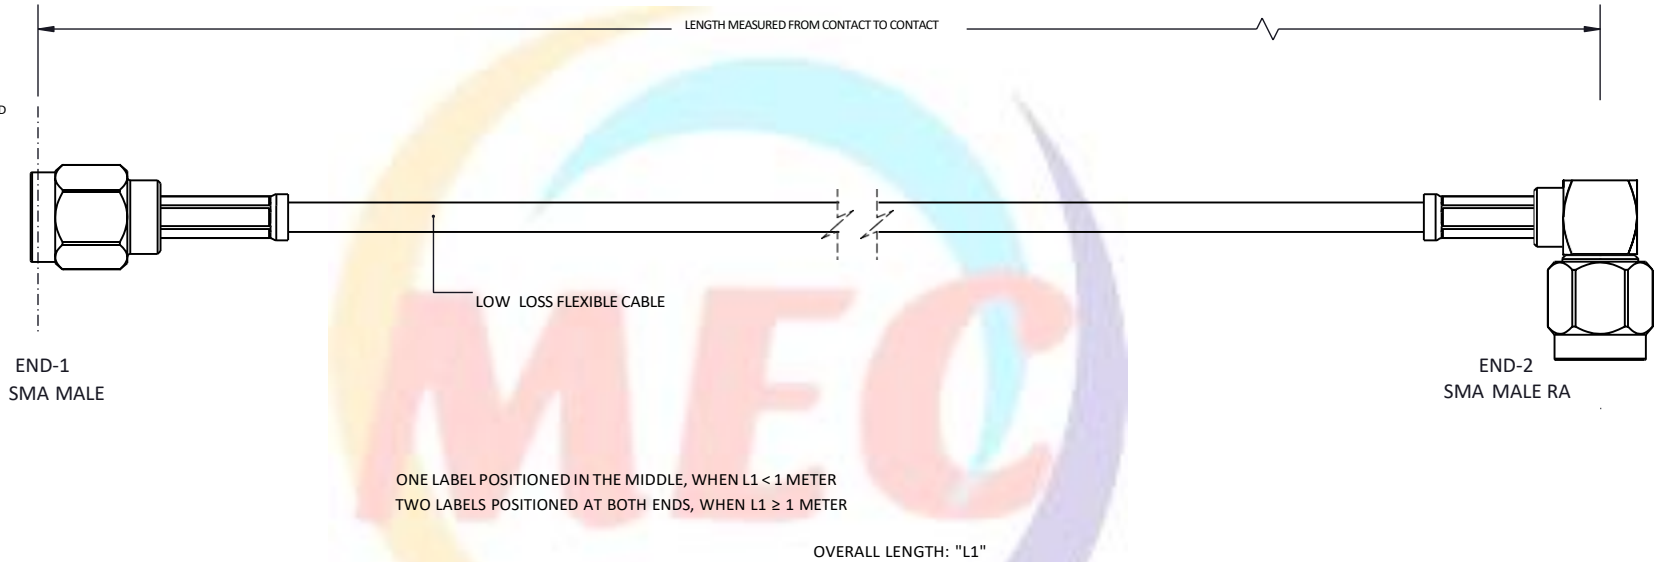 LENGTH MEASURED FROM CONTACT TO CONTACT
D
LOW LOSS FLEXIBLE CABLE
END-1
SMA MALE
END-2
SMA MALE RA
MEC
ONE LABEL POSITIONED IN THE MIDDLE, WHEN L1 < 1 METER
TWO LABELS POSITIONED AT BOTH ENDS, WHEN L1 ≥ 1 METER
OVERALL LENGTH: "L1"